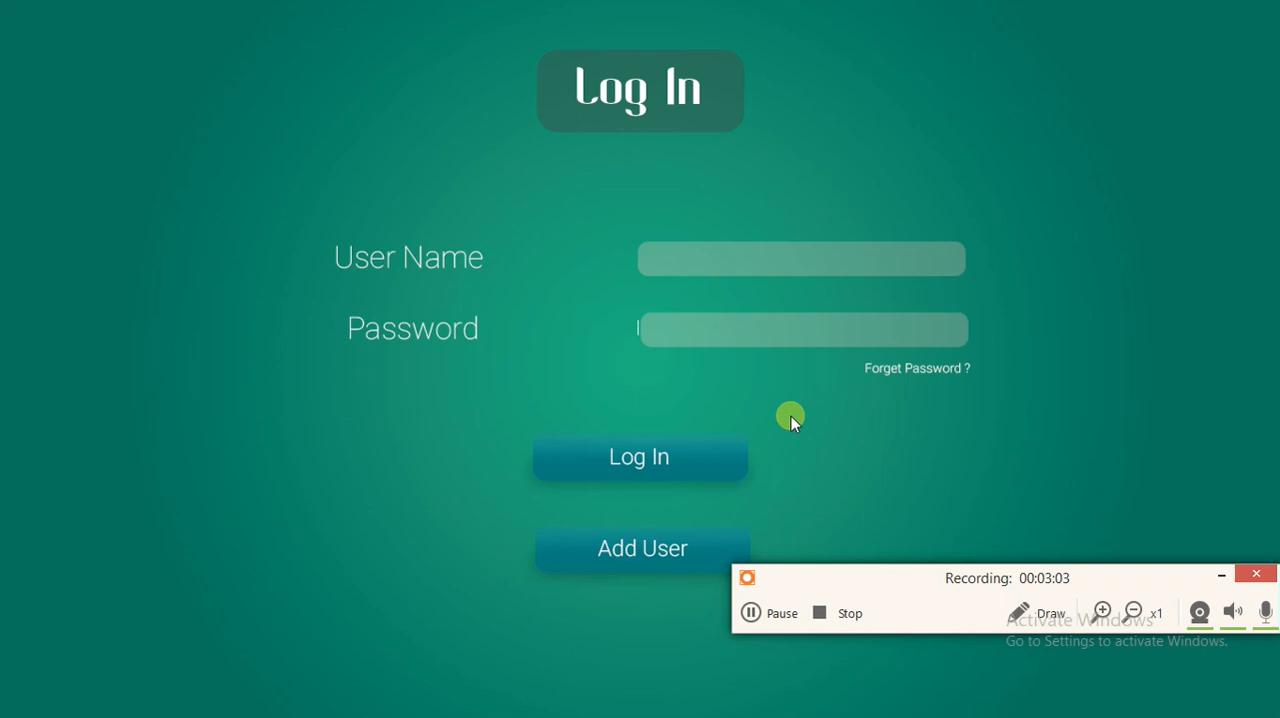 Log In
User Name
Password
Forget Password ?
Log In
Add User
Recording: 00:03:03
Pause Stop Draw x1
Activate Windows
Go to Settings to activate Windows.